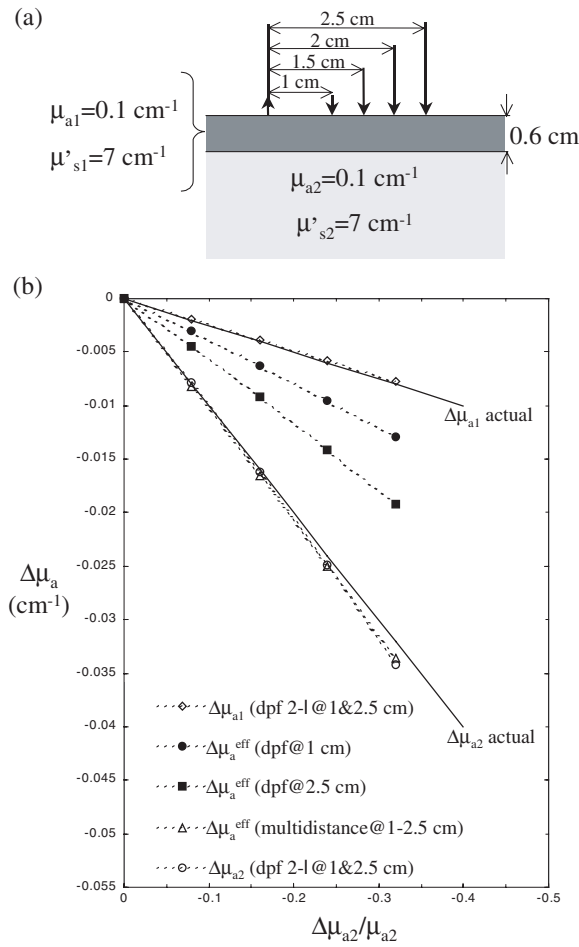 (a)
2.5 cm
2 cm
1.5 cm
1 cm
μa1=0.1 cm-1
μ's1=7 cm-1
0.6 cm
μa2=0.1 cm-1
μ's2=7 cm-1
(b)
0
-0.005
-0.01
-0.015
-0.02
-0.025
-0.03
-0.035
-0.04
-0.045
-0.05
-0.055
Δμa
(cm-1)
Δμa1 actual
Δμa2 actual
Δμa1 (dpf 2-l@1&2.5 cm)
Δμaeff (dpf@1 cm)
Δμaeff (dpf@2.5 cm)
Δμaeff (multidistance@1-2.5 cm)
Δμa2 (dpf 2-l@1&2.5 cm)
0 -0.1 -0.2 -0.3 -0.4 -0.5
Δμa2/μa2